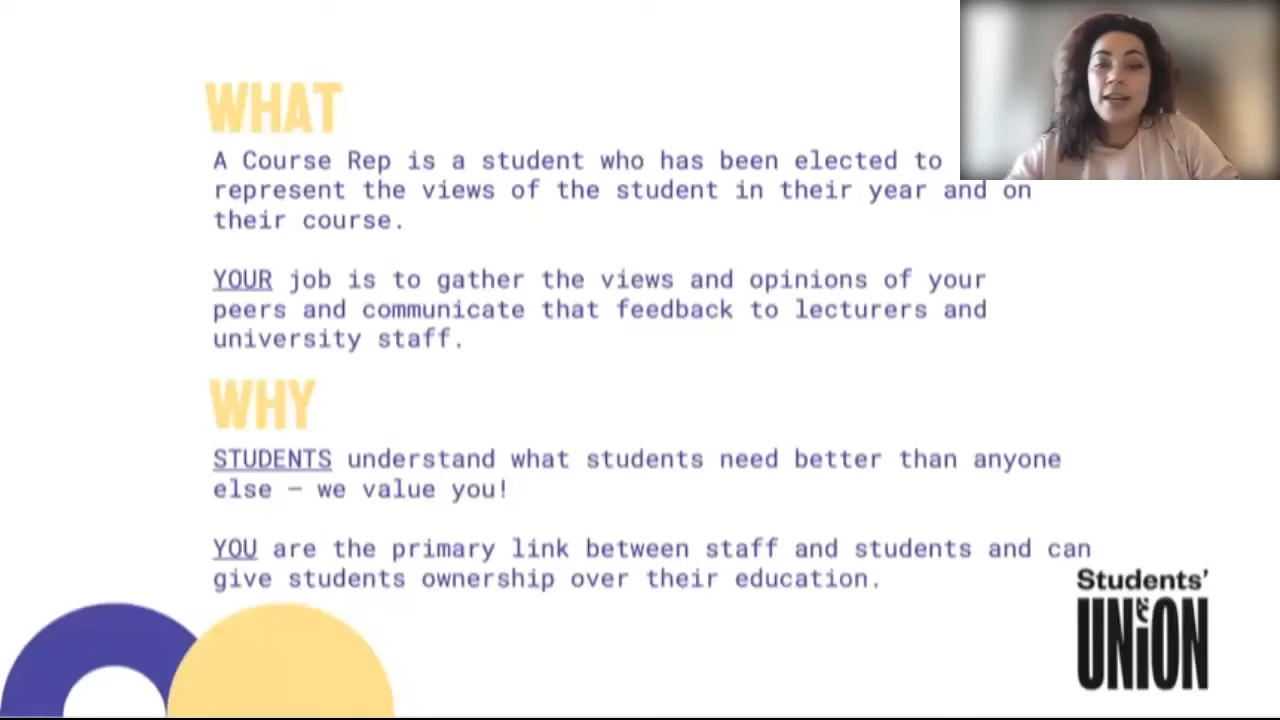 WHAT
A Course Rep is a student who has been elected to
represent the views of the student in their year and on
their course.
YOUR job is to gather the views and opinions of your
peers and communicate that feedback to lecturers and
university staff.
WHY
STUDENTS understand what students need better than anyone
else – we value you!
YOU are the primary link between staff and students and can
give students ownership over their education.
Students'
UNiON